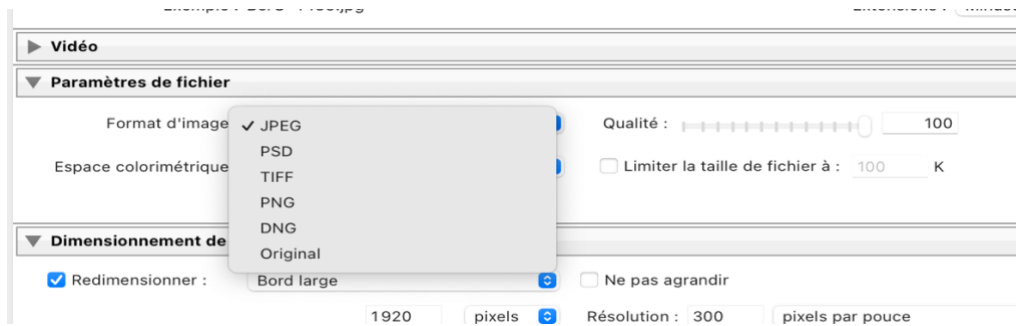 Vidéo
Paramètres de fichier
Format d'image
JPEG
PSD
TIFF
PNG
DNG
Original
Qualité : 100
Espace colorimétrique
Limiter la taille de fichier à : 100 K
Dimensionnement de
Redimensionner : Bord large
Ne pas agrandir
1920 pixels
Résolution : 300 pixels par pouce